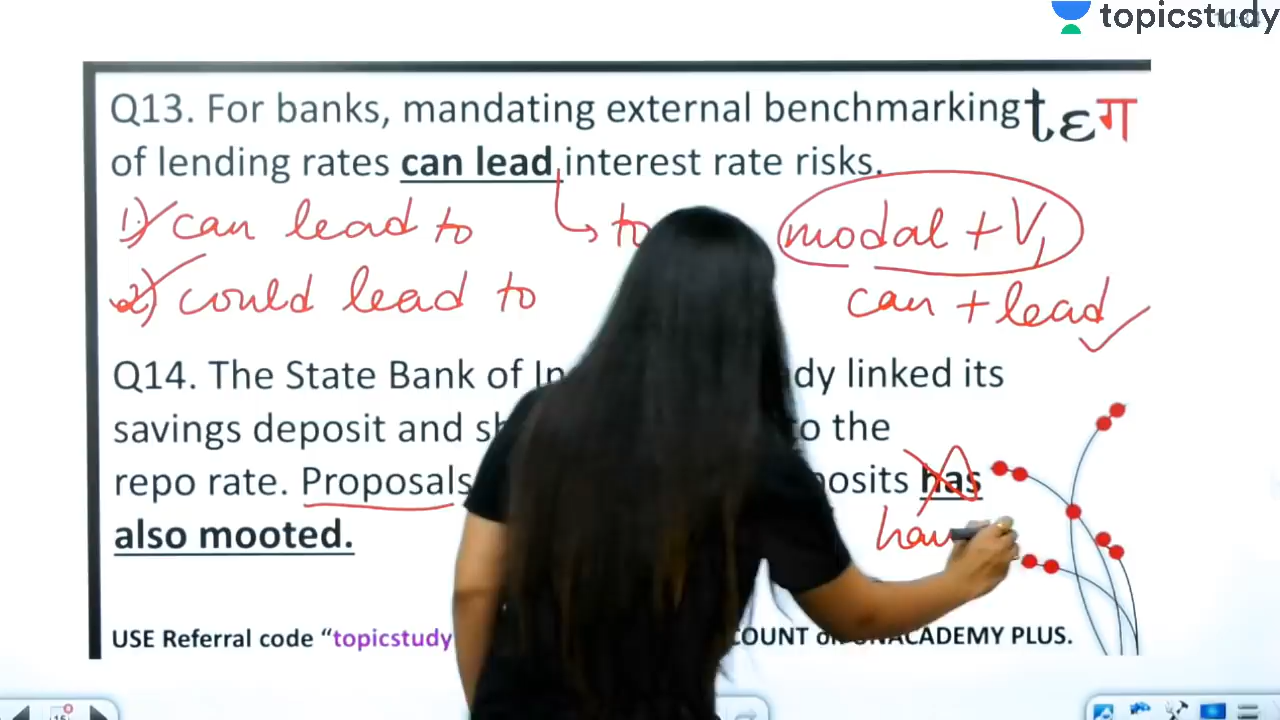 topicstudy
Q13. For banks, mandating external benchmarking tεग
of lending rates can lead interest rate risks.
1) can lead to to modal + V1
2) could lead to can + lead
Q14. The State Bank of In dy linked its
savings deposit and sh to the
repo rate. Proposals osits has
also mooted. hav
USE Referral code “topicstudy COUNT on UNACADEMY PLUS.